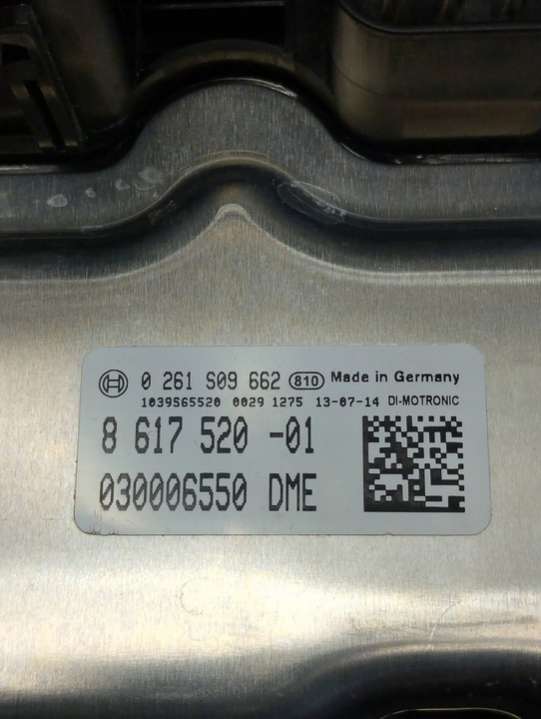 0 261 S09 662 810 Made in Germany
1039S65520 0029 1275 13-07-14 DI-MOTRONIC
8 617 520 -01
030006550 DME